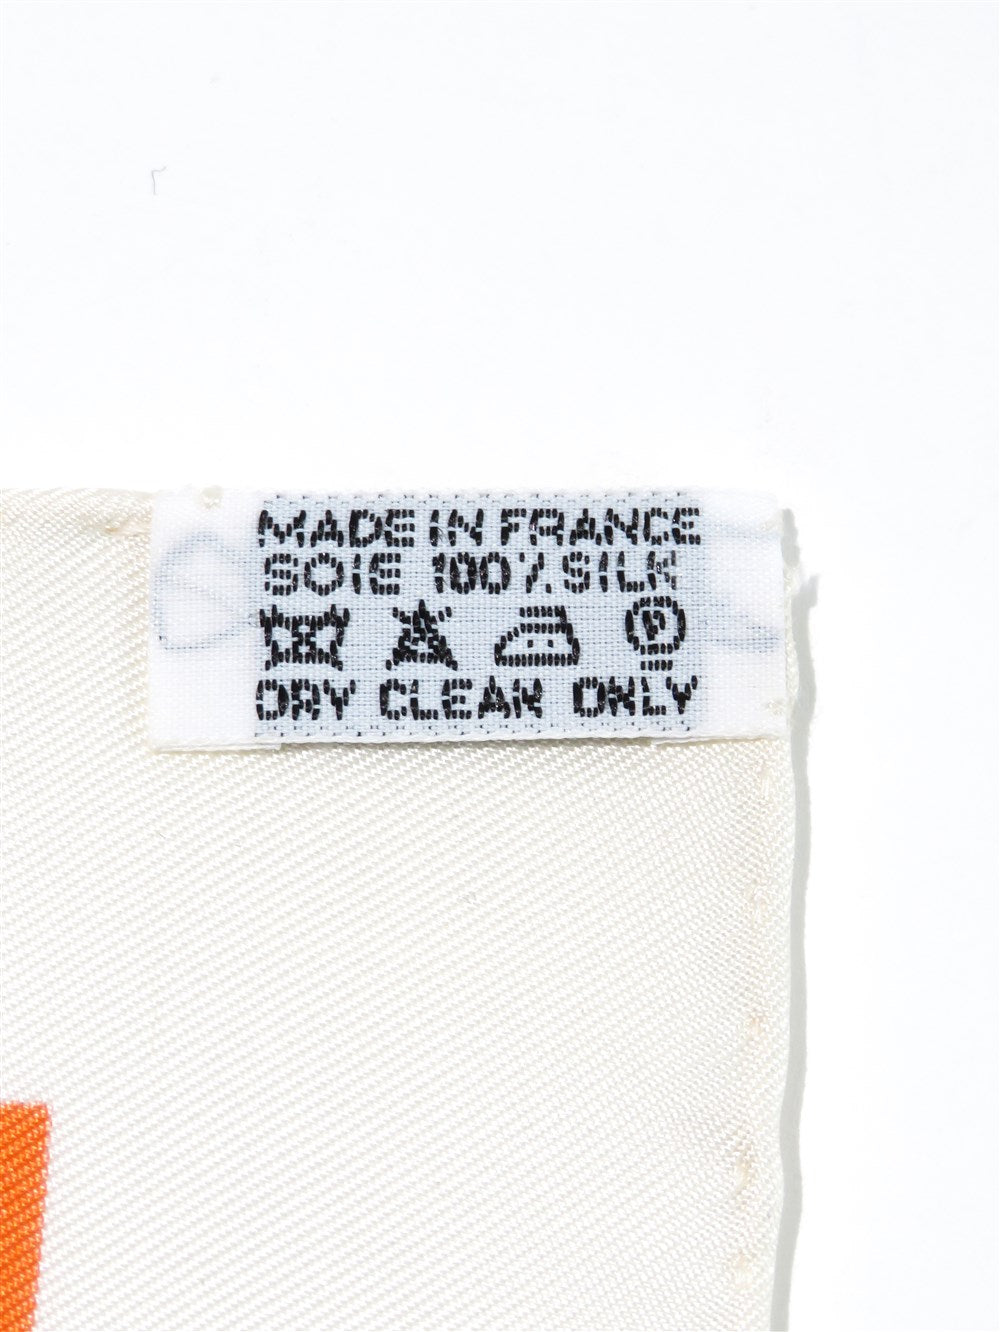 MADE IN FRANCE
SOIE 100% SILK
P
DRY CLEAN ONLY